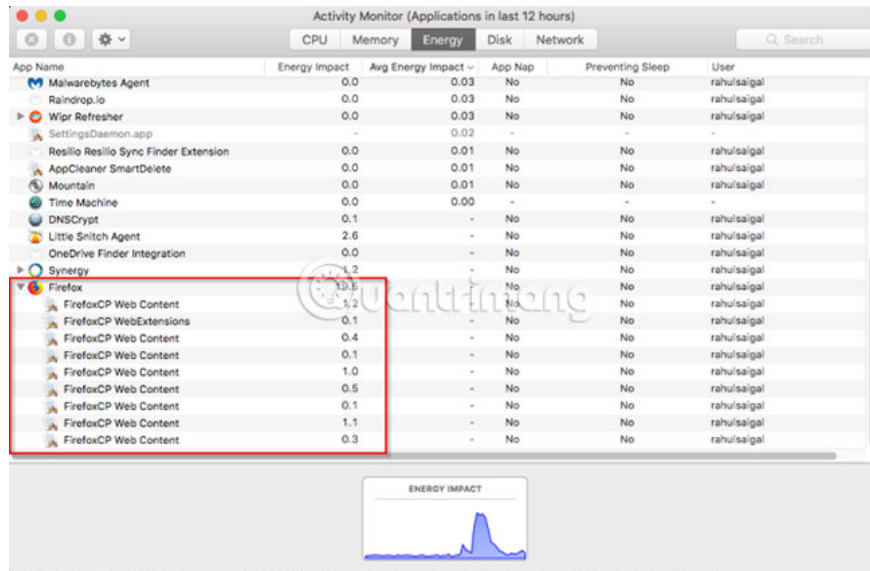 Activity Monitor (Applications in last 12 hours)
CPU Memory Energy Disk Network Search
App Name Energy Impact Avg Energy Impact App Nap Preventing Sleep User
Malwarebytes Agent 0.0 0.03 No No rahulsaigal
Raindrop.io 0.0 0.03 No No rahulsaigal
Wipr Refresher 0.0 0.03 No No rahulsaigal
SettingsDaemon.app - 0.02 - - -
Resilio Resilio Sync Finder Extension 0.0 0.01 No No rahulsaigal
AppCleaner SmartDelete 0.0 0.01 No No rahulsaigal
Mountain 0.0 0.01 No No rahulsaigal
Time Machine 0.0 0.00 - - -
DNSCrypt 0.1 - No No rahulsaigal
Little Snitch Agent 2.6 - No No rahulsaigal
OneDrive Finder Integration 0.0 - No No rahulsaigal
Synergy 1.2 - No No rahulsaigal
Firefox - No No rahulsaigal
Quantrimang
FirefoxCP Web Content 1.2 - No No rahulsaigal
FirefoxCP WebExtensions 0.1 - No No rahulsaigal
FirefoxCP Web Content 0.4 - No No rahulsaigal
FirefoxCP Web Content 0.1 - No No rahulsaigal
FirefoxCP Web Content 1.0 - No No rahulsaigal
FirefoxCP Web Content 0.5 - No No rahulsaigal
FirefoxCP Web Content 0.1 - No No rahulsaigal
FirefoxCP Web Content 1.1 - No No rahulsaigal
FirefoxCP Web Content 0.3 - No No rahulsaigal
ENERGY IMPACT